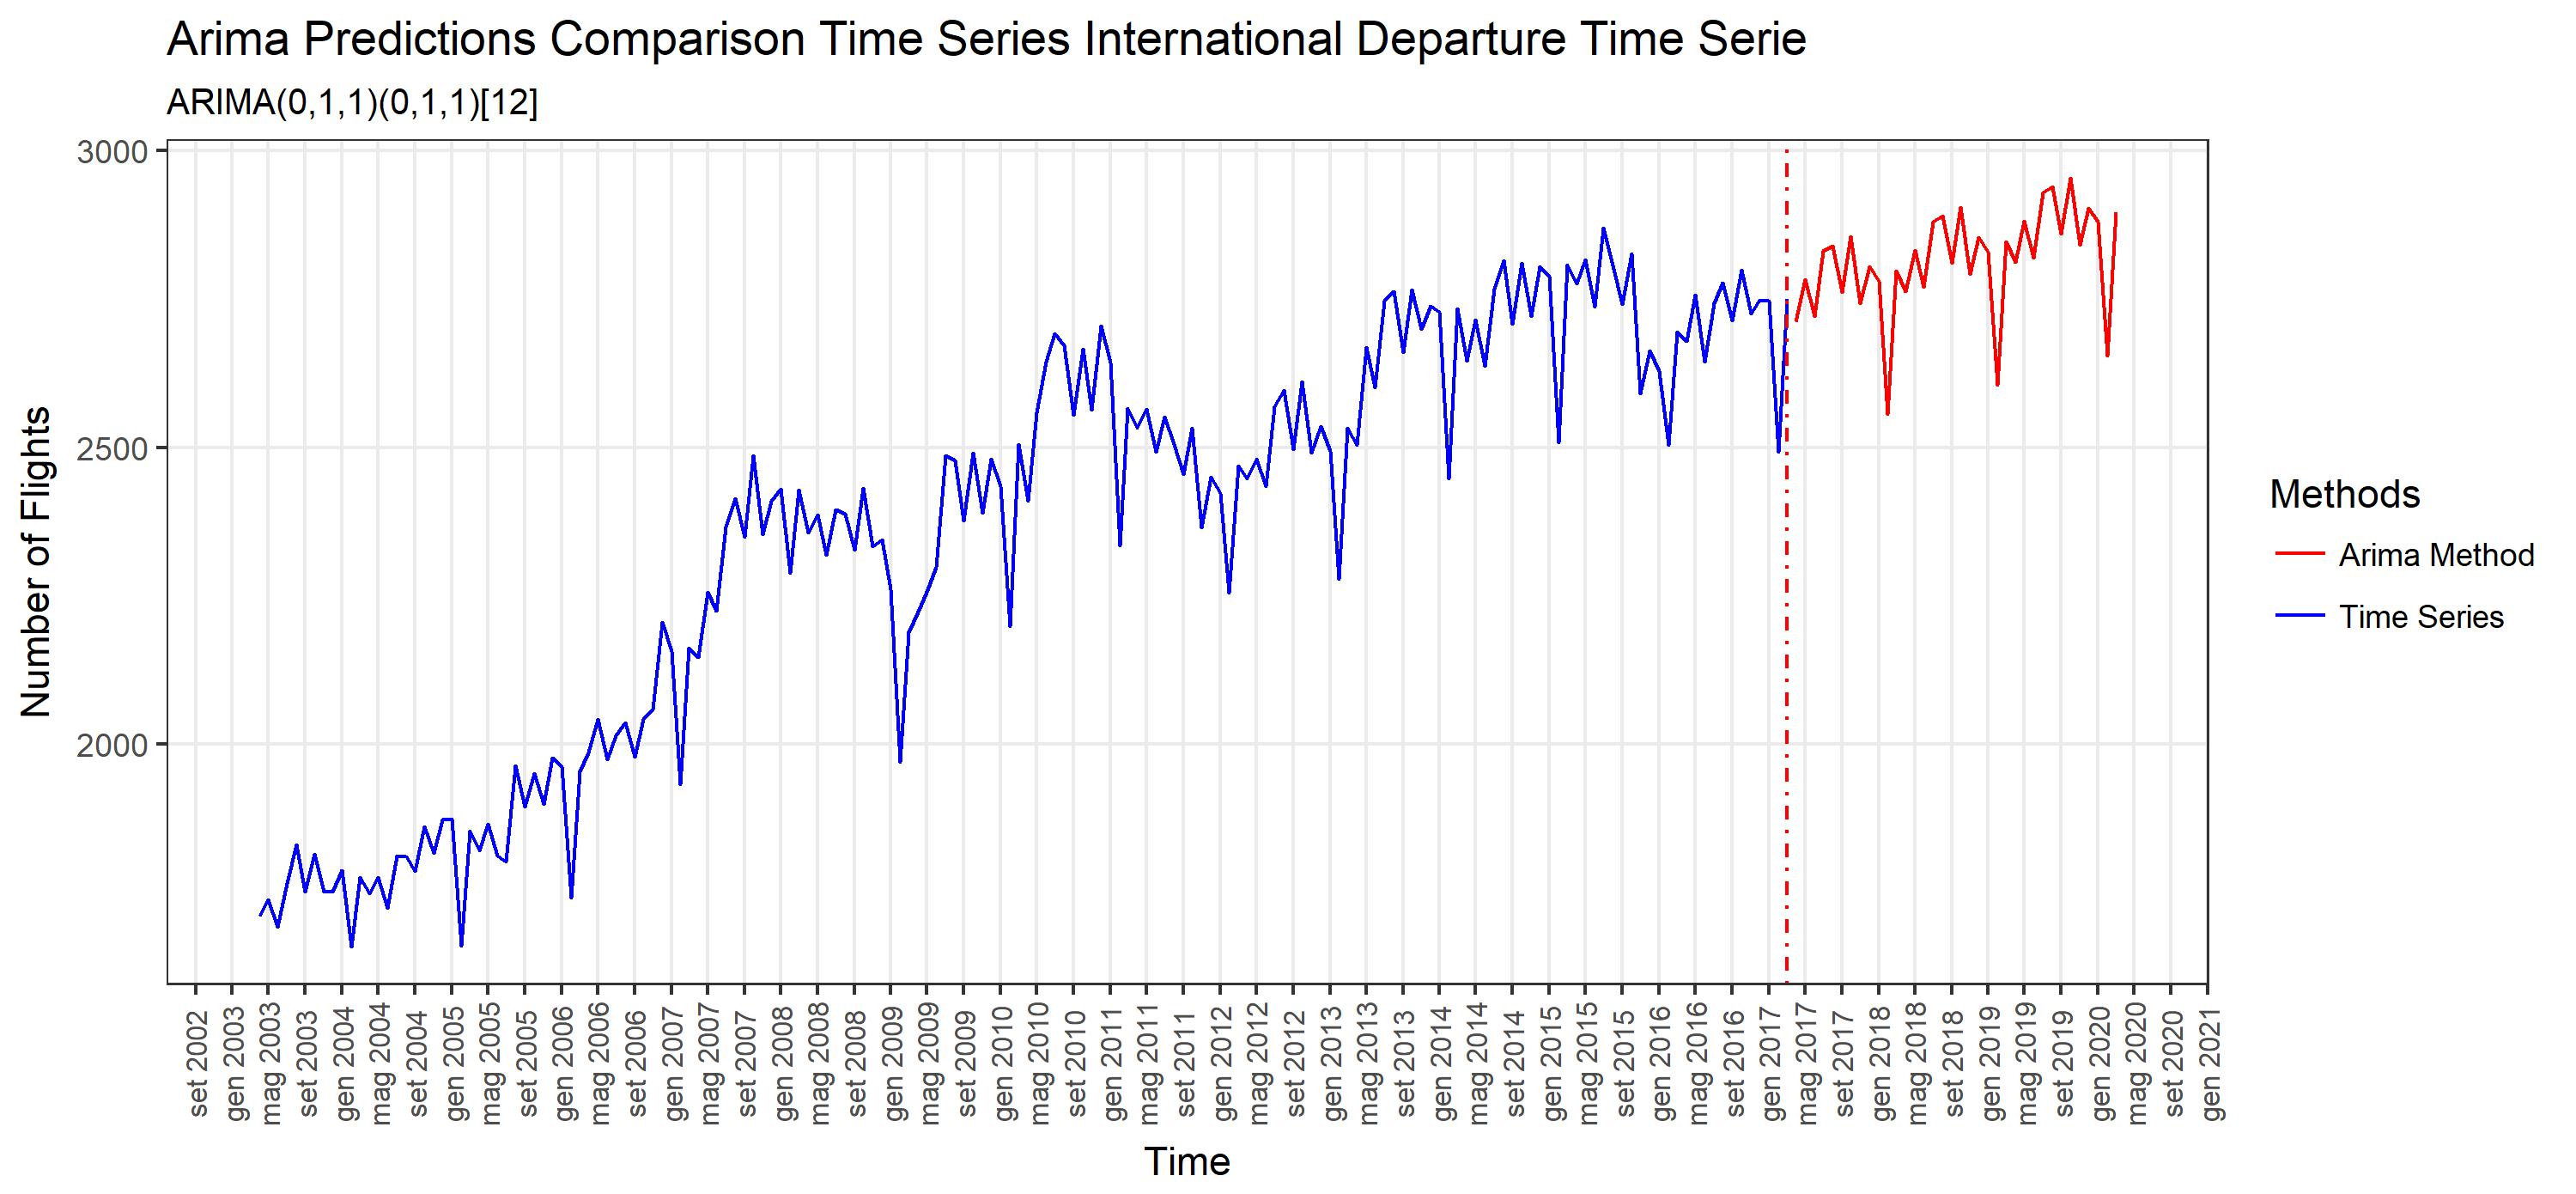 Arima Predictions Comparison Time Series International Departure Time Serie
ARIMA(0,1,1)(0,1,1)[12]
Number of Flights
3000
2500
2000
set 2002
gen 2003
mag 2003
set 2003
gen 2004
mag 2004
set 2004
gen 2005
mag 2005
set 2005
gen 2006
mag 2006
set 2006
gen 2007
mag 2007
set 2007
gen 2008
mag 2008
set 2008
gen 2009
mag 2009
set 2009
gen 2010
mag 2010
set 2010
gen 2011
mag 2011
set 2011
gen 2012
mag 2012
set 2012
gen 2013
mag 2013
set 2013
gen 2014
mag 2014
set 2014
gen 2015
mag 2015
set 2015
gen 2016
mag 2016
set 2016
gen 2017
mag 2017
set 2017
gen 2018
mag 2018
set 2018
gen 2019
mag 2019
set 2019
gen 2020
mag 2020
set 2020
gen 2021
Time
Methods
Arima Method
Time Series